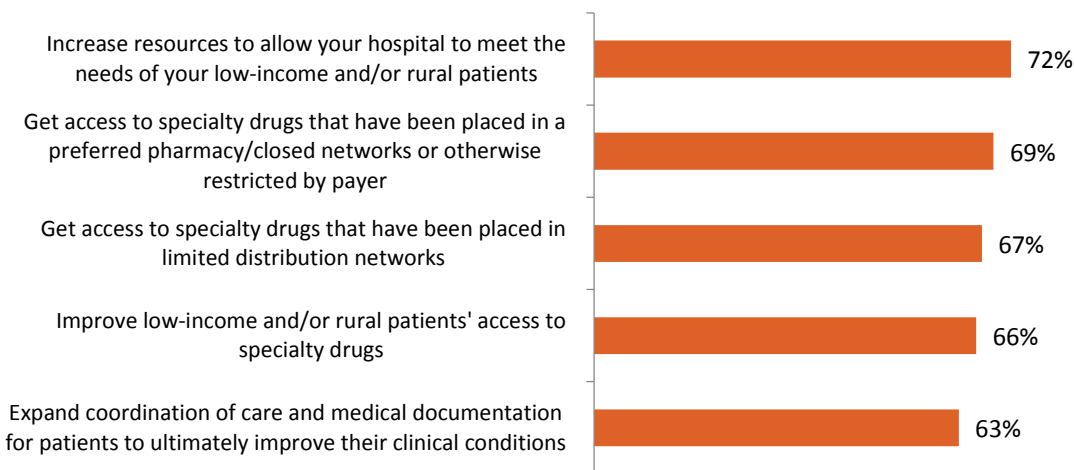 Increase resources to allow your hospital to meet the
needs of your low-income and/or rural patients
72%
Get access to specialty drugs that have been placed in a
preferred pharmacy/closed networks or otherwise
restricted by payer
69%
Get access to specialty drugs that have been placed in
limited distribution networks
67%
Improve low-income and/or rural patients' access to
specialty drugs
66%
Expand coordination of care and medical documentation
for patients to ultimately improve their clinical conditions
63%